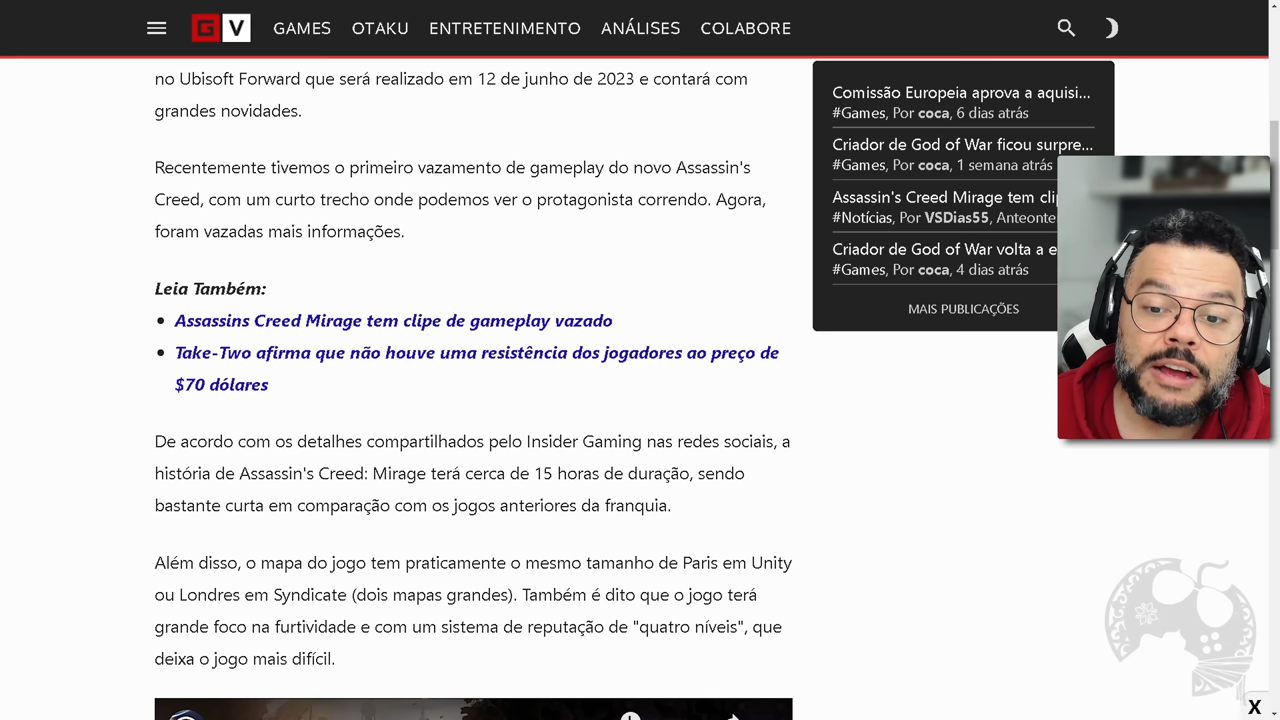 G V GAMES OTAKU ENTRETENIMENTO ANÁLISES COLABORE
no Ubisoft Forward que será realizado em 12 de junho de 2023 e contará com
grandes novidades.
Recentemente tivemos o primeiro vazamento de gameplay do novo Assassin's
Creed, com um curto trecho onde podemos ver o protagonista correndo. Agora,
foram vazadas mais informações.
Leia Também:
Assassins Creed Mirage tem clipe de gameplay vazado
Take-Two afirma que não houve uma resistência dos jogadores ao preço de
$70 dólares
De acordo com os detalhes compartilhados pelo Insider Gaming nas redes sociais, a
história de Assassin's Creed: Mirage terá cerca de 15 horas de duração, sendo
bastante curta em comparação com os jogos anteriores da franquia.
Além disso, o mapa do jogo tem praticamente o mesmo tamanho de Paris em Unity
ou Londres em Syndicate (dois mapas grandes). Também é dito que o jogo terá
grande foco na furtividade e com um sistema de reputação de "quatro níveis", que
deixa o jogo mais difícil.
Comissão Europeia aprova a aquisi...
#Games, Por coca, 6 dias atrás
Criador de God of War ficou surpre...
#Games, Por coca, 1 semana atrás
Assassin's Creed Mirage tem clip
#Notícias, Por VSDias55, Anteonte
Criador de God of War volta a e
#Games, Por coca, 4 dias atrás
MAIS PUBLICAÇÕES
X